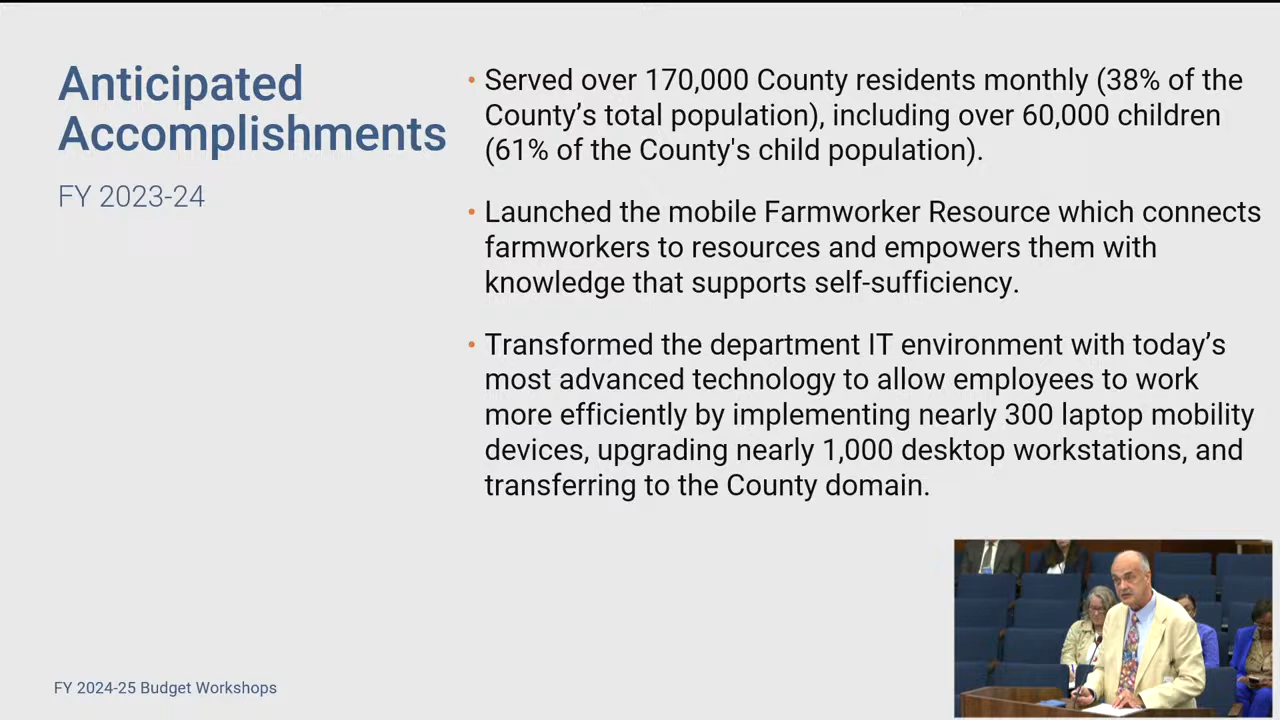 Anticipated
Accomplishments
FY 2023-24
• Served over 170,000 County residents monthly (38% of the
County’s total population), including over 60,000 children
(61% of the County's child population).
• Launched the mobile Farmworker Resource which connects
farmworkers to resources and empowers them with
knowledge that supports self-sufficiency.
• Transformed the department IT environment with today’s
most advanced technology to allow employees to work
more efficiently by implementing nearly 300 laptop mobility
devices, upgrading nearly 1,000 desktop workstations, and
transferring to the County domain.
FY 2024-25 Budget Workshops